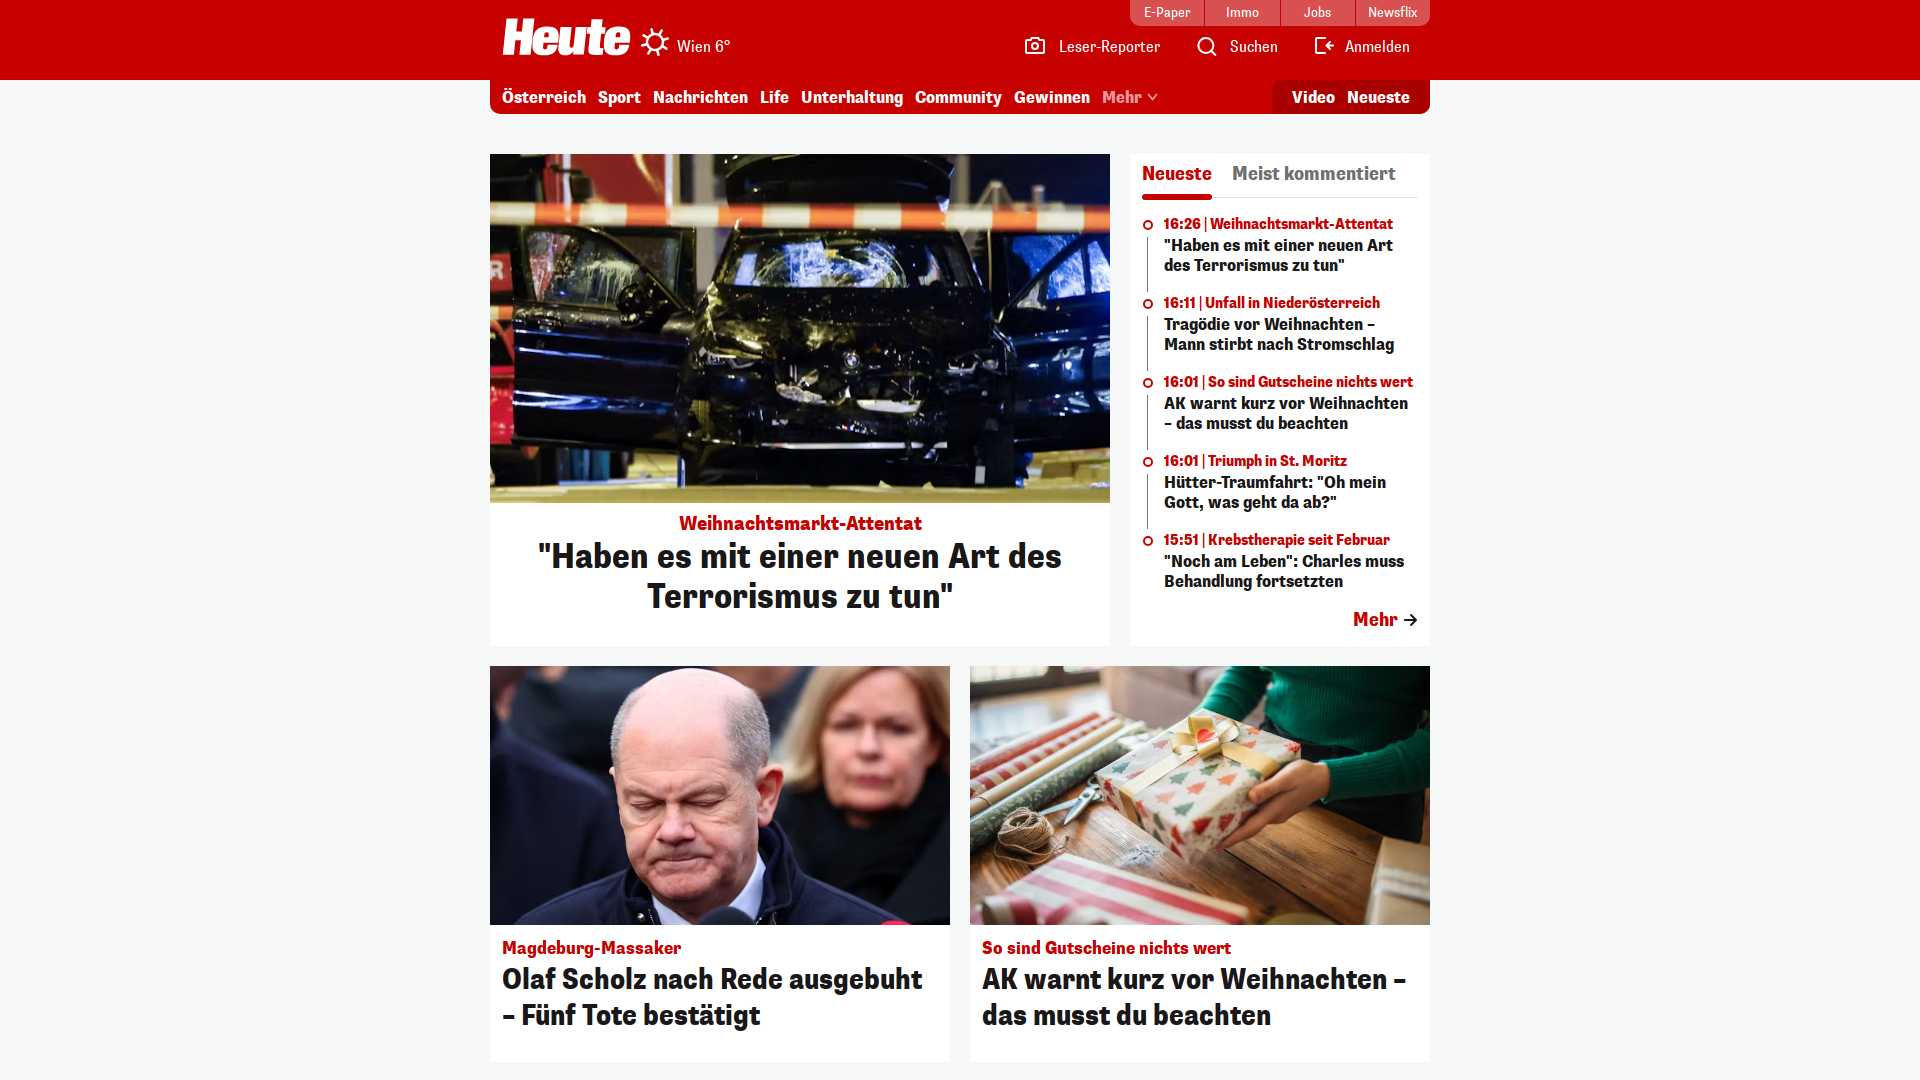 E-Paper
Immo
Jobs
Newsflix
Heute
Wien 6°
Leser-Reporter
Suchen
Anmelden
Österreich
Sport
Nachrichten
Life
Unterhaltung
Community
Gewinnen
Mehr
Video
Neueste
Weihnachtsmarkt-Attentat
"Haben es mit einer neuen Art des
Terrorismus zu tun"
Neueste
Meist kommentiert
16:26 | Weihnachtsmarkt-Attentat
"Haben es mit einer neuen Art
des Terrorismus zu tun"
16:11 | Unfall in Niederösterreich
Tragödie vor Weihnachten –
Mann stirbt nach Stromschlag
16:01 | So sind Gutscheine nichts wert
AK warnt kurz vor Weihnachten
– das musst du beachten
16:01 | Triumph in St. Moritz
Hütter-Traumfahrt: "Oh mein
Gott, was geht da ab?"
15:51 | Krebstherapie seit Februar
"Noch am Leben": Charles muss
Behandlung fortsetzten
Mehr
Magdeburg-Massaker
Olaf Scholz nach Rede ausgebuht
– Fünf Tote bestätigt
So sind Gutscheine nichts wert
AK warnt kurz vor Weihnachten –
das musst du beachten